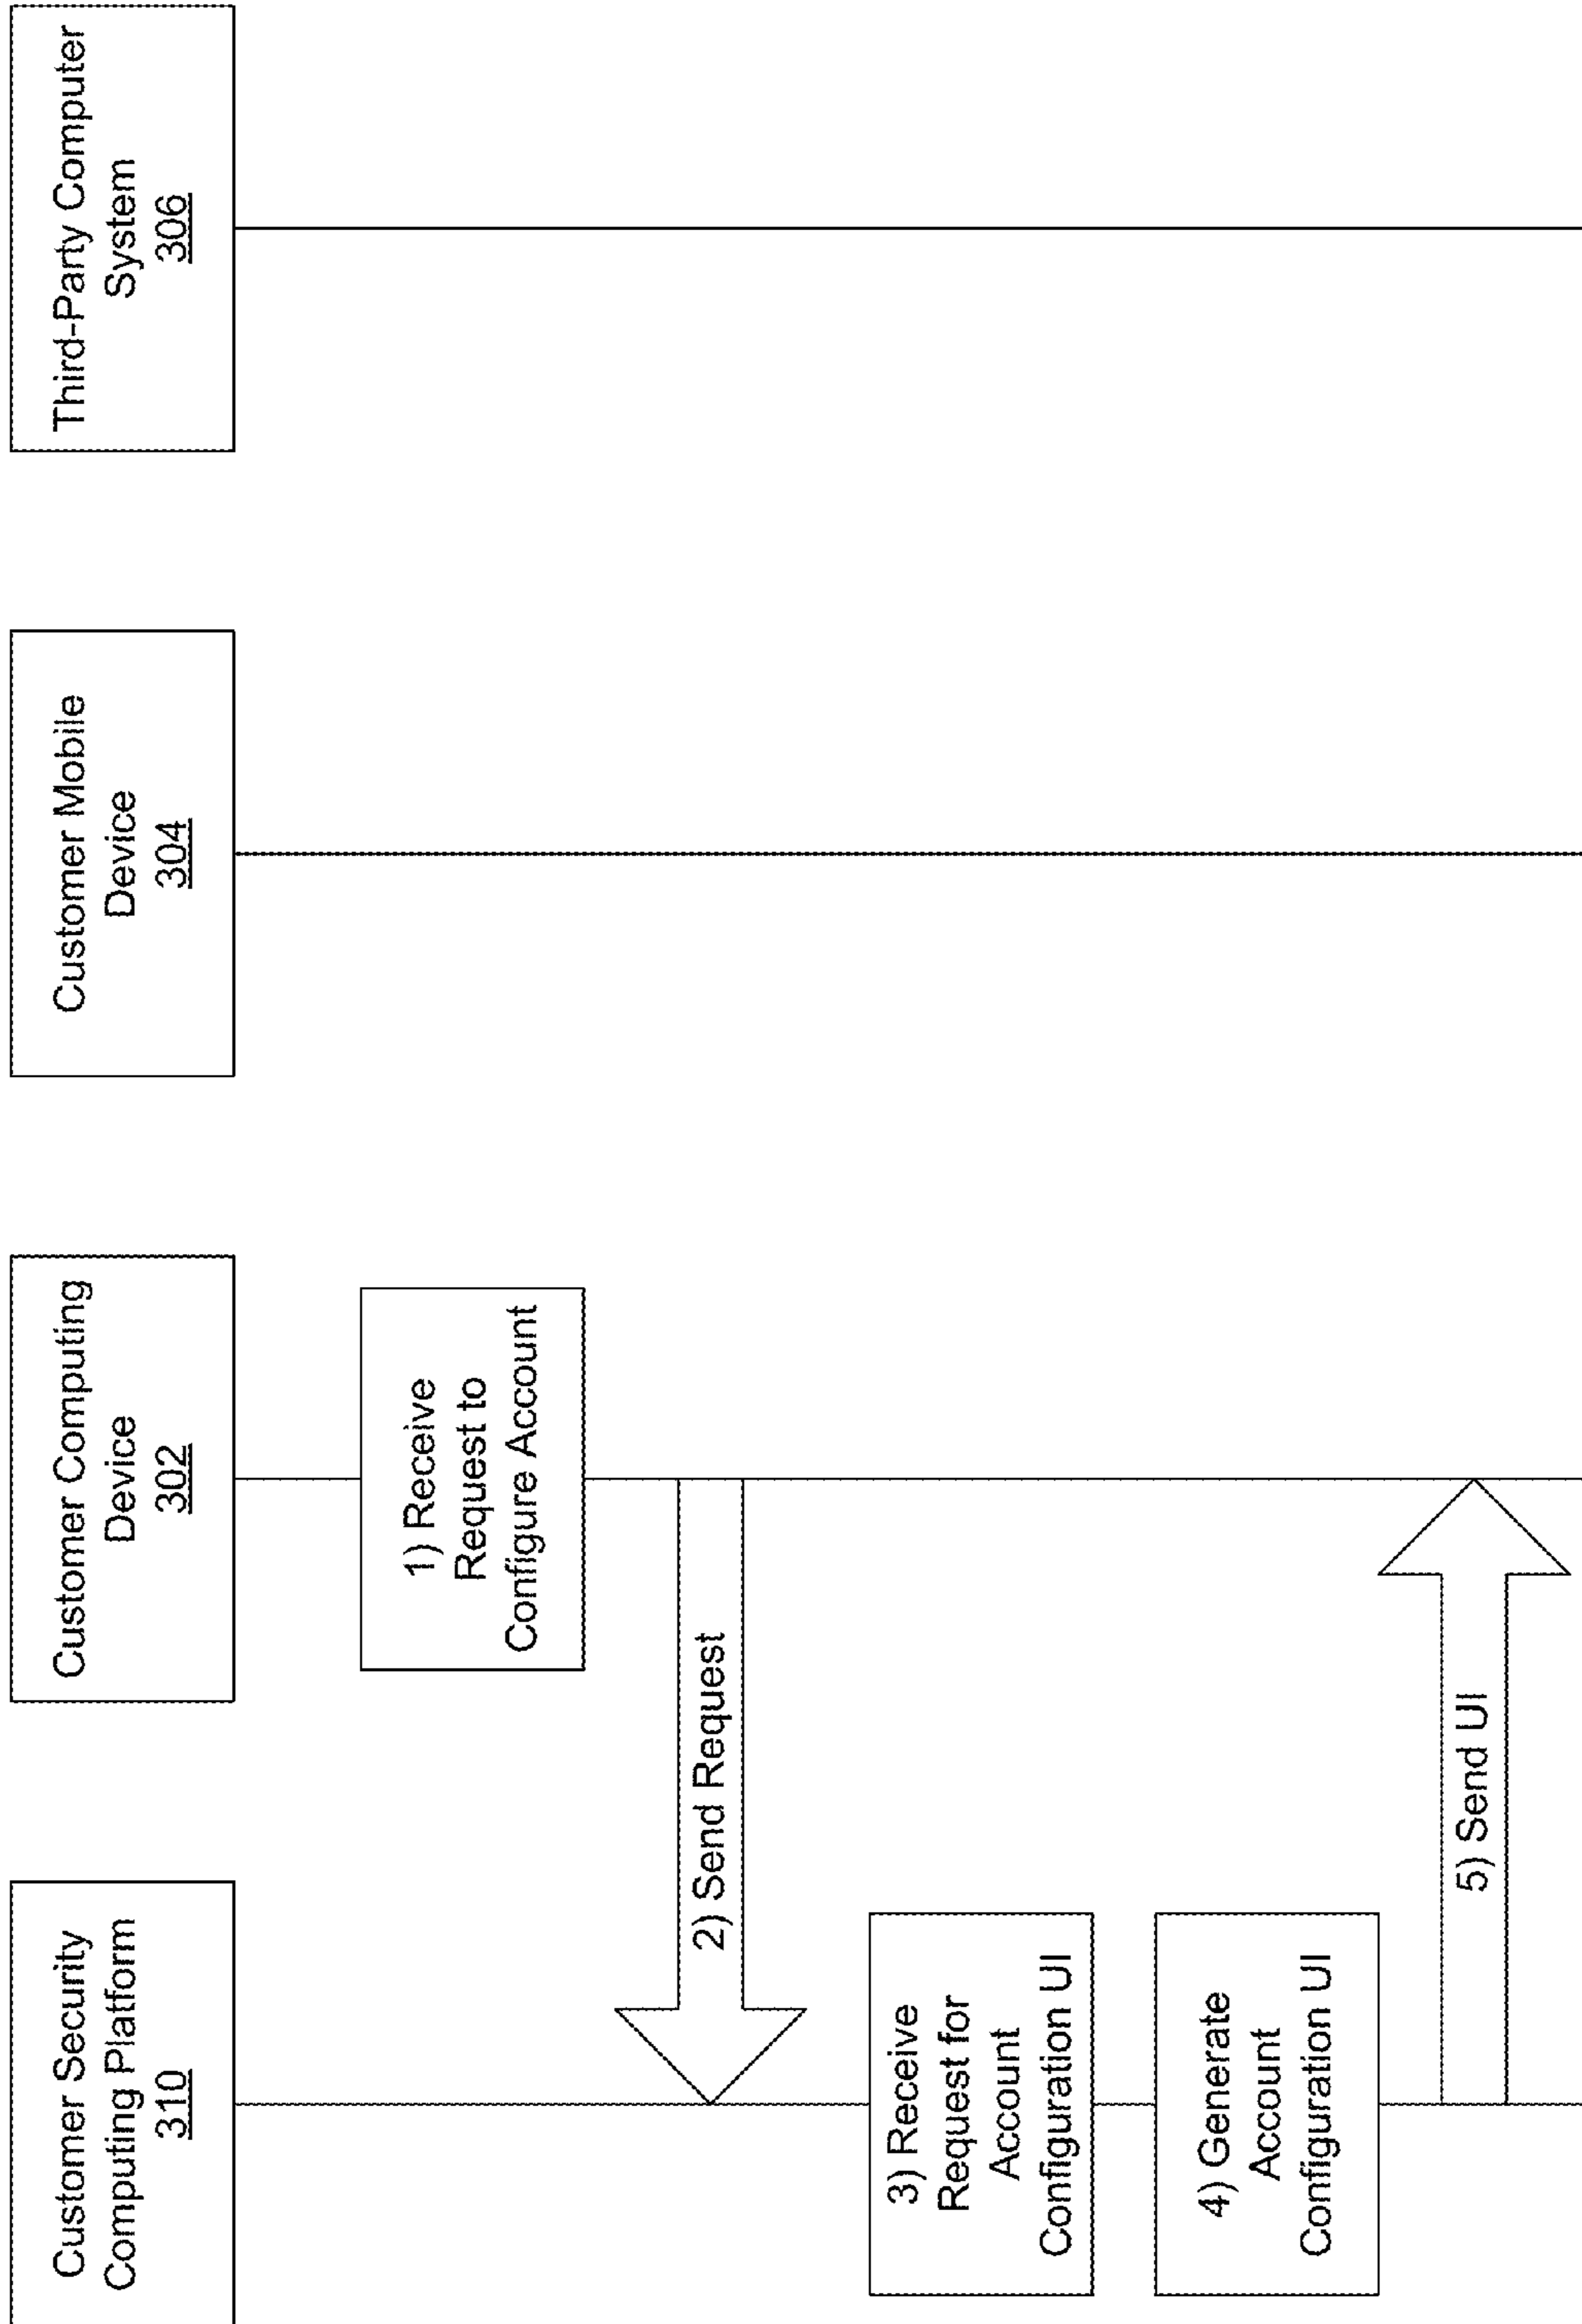 Customer Security
Computing Platform
310
Customer Computing
Device
302
Customer Mobile
Device
304
Third-Party Computer
System
306
1) Receive
Request to
Configure Account
2) Send Request
3) Receive
Request for
Account
Configuration UI
4) Generate
Account
Configuration UI
5) Send UI